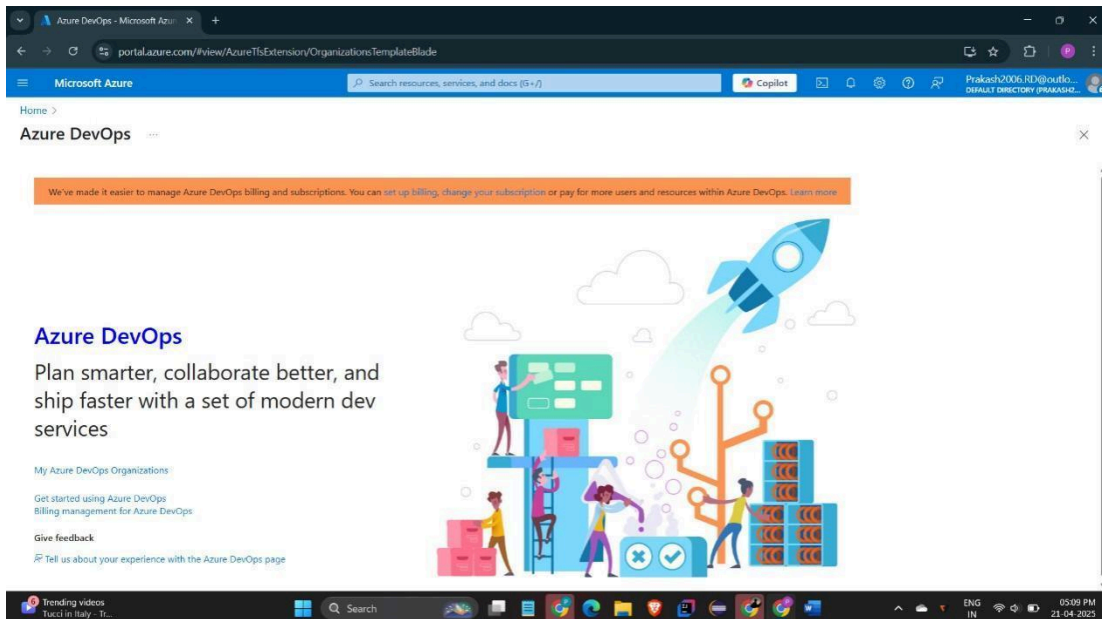 Azure DevOps - Microsoft Azur
portal.azure.com/#view/AzureTfsExtension/OrganizationsTemplateBlade
P
Microsoft Azure
Search resources, services, and docs (G+/)
Copilot
Prakash2006.RD@outlo...
DEFAULT DIRECTORY (PRAKASH2...
Home >
Azure DevOps ...
We've made it easier to manage Azure DevOps billing and subscriptions. You can set up billing, change your subscription or pay for more users and resources within Azure DevOps. Learn more
Azure DevOps
Plan smarter, collaborate better, and
ship faster with a set of modern dev
services
My Azure DevOps Organizations
Get started using Azure DevOps
Billing management for Azure DevOps
Give feedback
Tell us about your experience with the Azure DevOps page
Trending videos
Tucci in Italy - Tr...
Search
ENG
IN
05:09 PM
21-04-2025